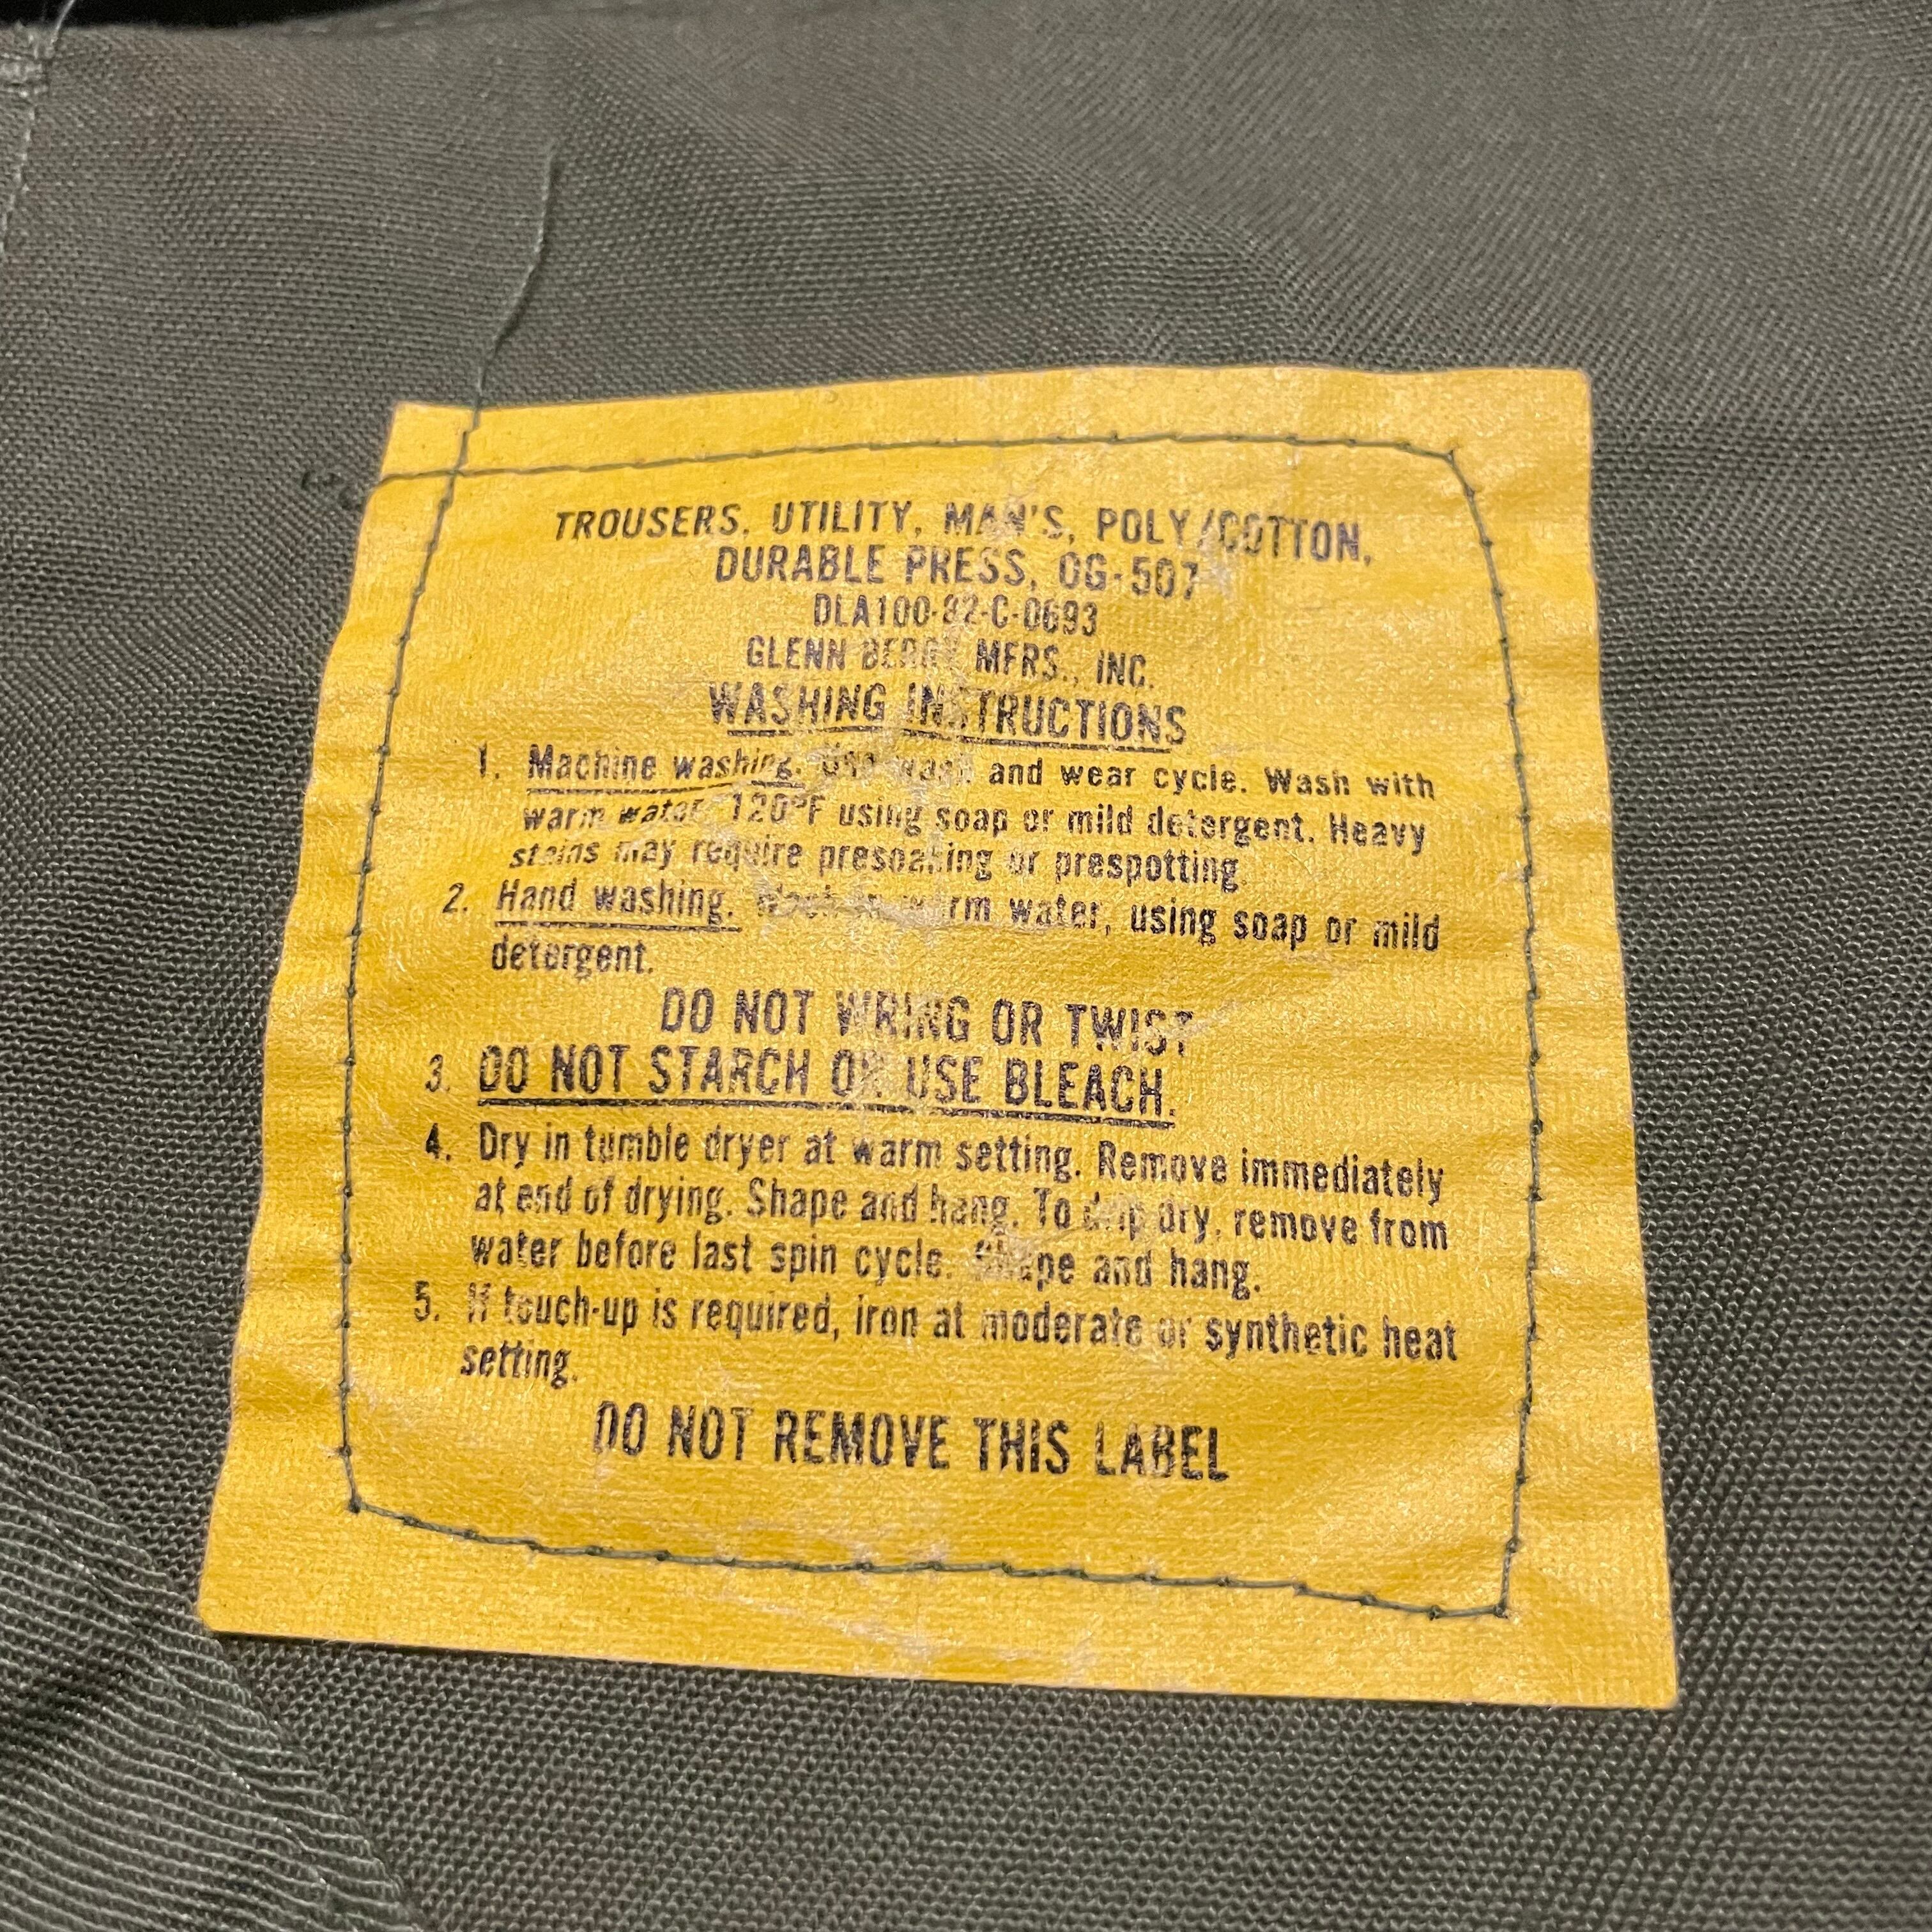 TROUSERS, UTILITY, MAN'S, POLY/COTTON,
DURABLE PRESS, OG-507
DLA100-82-C-0693
GLENN BERRY MFRS., INC.
WASHING INSTRUCTIONS
1. Machine washing. Use wash and wear cycle. Wash with
warm water 120°F using soap or mild detergent. Heavy
stains may require presoaking or prespotting.
2. Hand washing. Wash in warm water, using soap or mild
detergent.
DO NOT WRING OR TWIST
3. DO NOT STARCH OR USE BLEACH.
4. Dry in tumble dryer at warm setting. Remove immediately
at end of drying. Shape and hang. To drip dry, remove from
water before last spin cycle. Shape and hang.
5. If touch-up is required, iron at moderate or synthetic heat
setting.
DO NOT REMOVE THIS LABEL